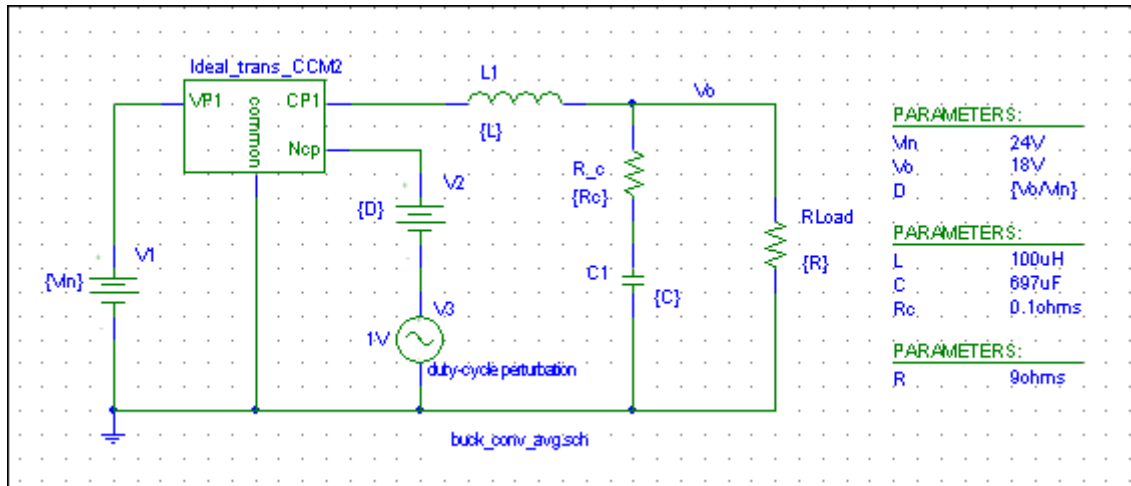 Ideal_trans_CCM2
VP1
common
CP1
Ncp
L1
{L}
Vo
R_c
{Rc}
V2
{D}
V1
{Vin}
C1
{C}
RLoad
{R}
V3
1V
duty-cycle perturbation
buck_conv_avg.sch
PARAMETERS:
Vin 24V
Vo 18V
D {Vo/Vin}
PARAMETERS:
L 100uH
C 697uF
Rc 0.1ohms
PARAMETERS:
R 9ohms